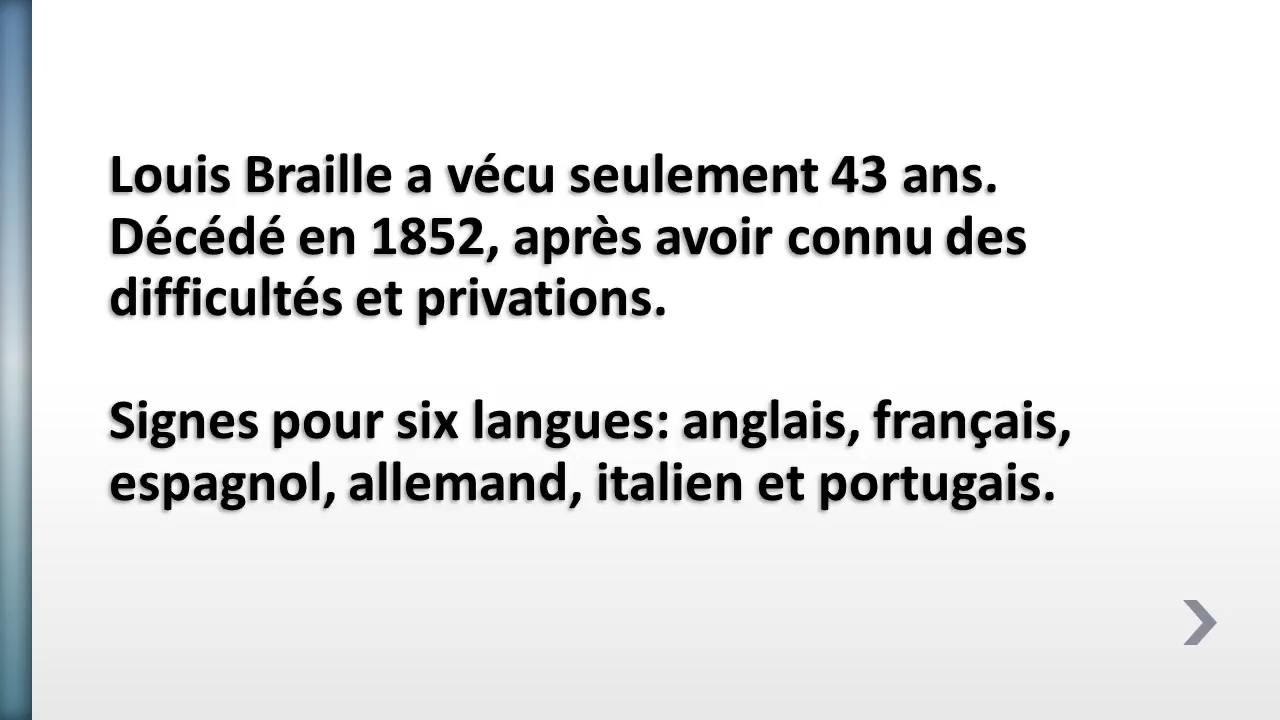 Louis Braille a vécu seulement 43 ans.
Décédé en 1852, après avoir connu des
difficultés et privations.
Signes pour six langues: anglais, français,
espagnol, allemand, italien et portugais.